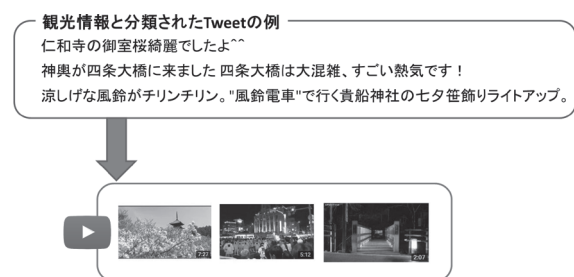 観光情報と分類されたTweetの例
仁和寺の御室桜綺麗でしたよ^^
神輿が四条大橋に来ました 四条大橋は大混雑、すごい熱気です！
涼しげな風鈴がチリンチリン。"風鈴電車"で行く貴船神社の七夕笹飾りライトアップ。
7:27
5:12
2:07